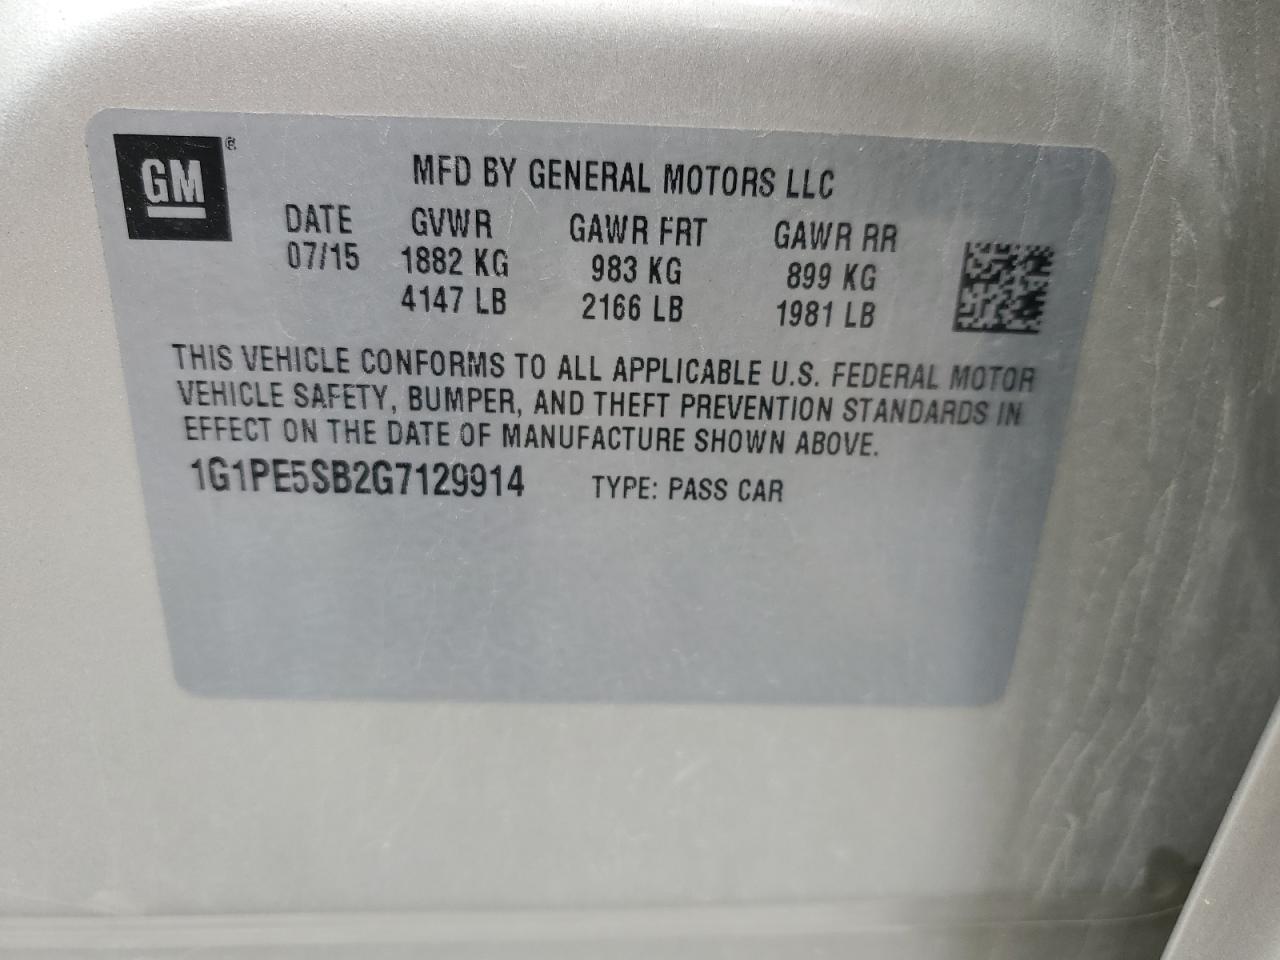 GM
MFD BY GENERAL MOTORS LLC
DATE GVWR GAWR FRT GAWR RR
07/15 1882 KG 983 KG 899 KG
4147 LB 2166 LB 1981 LB
THIS VEHICLE CONFORMS TO ALL APPLICABLE U.S. FEDERAL MOTOR
VEHICLE SAFETY, BUMPER, AND THEFT PREVENTION STANDARDS IN
EFFECT ON THE DATE OF MANUFACTURE SHOWN ABOVE.
1G1PE5SB2G7129914 TYPE: PASS CAR